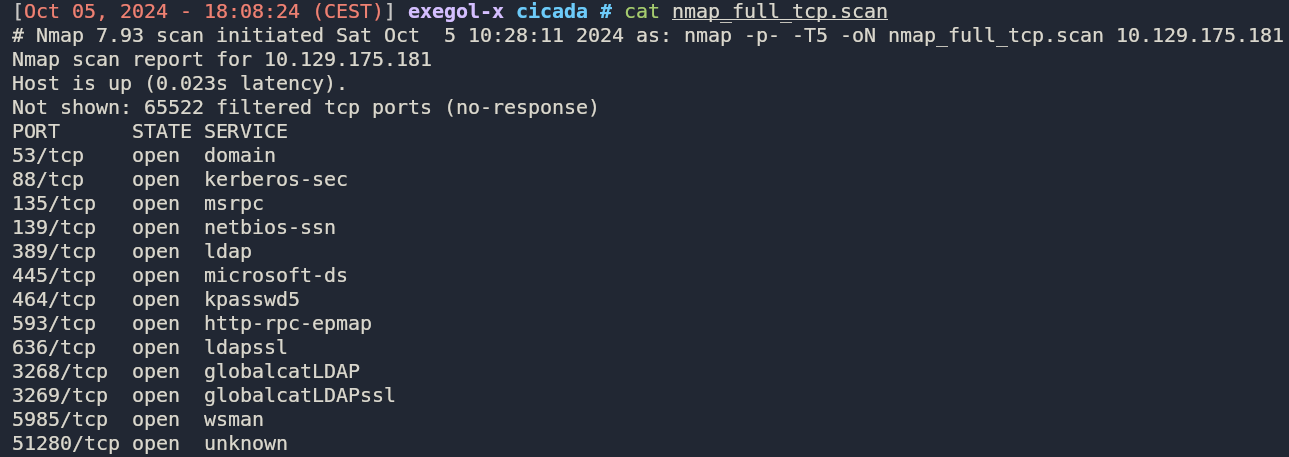 [Oct 05, 2024 - 18:08:24 (CEST)] exegol-x cicada # cat nmap_full_tcp.scan
# Nmap 7.93 scan initiated Sat Oct  5 10:28:11 2024 as: nmap -p- -T5 -oN nmap_full_tcp.scan 10.129.175.181
Nmap scan report for 10.129.175.181
Host is up (0.023s latency).
Not shown: 65522 filtered tcp ports (no-response)
PORT      STATE SERVICE
53/tcp    open  domain
88/tcp    open  kerberos-sec
135/tcp   open  msrpc
139/tcp   open  netbios-ssn
389/tcp   open  ldap
445/tcp   open  microsoft-ds
464/tcp   open  kpasswd5
593/tcp   open  http-rpc-epmap
636/tcp   open  ldapssl
3268/tcp  open  globalcatLDAP
3269/tcp  open  globalcatLDAPssl
5985/tcp  open  wsman
51280/tcp open  unknown